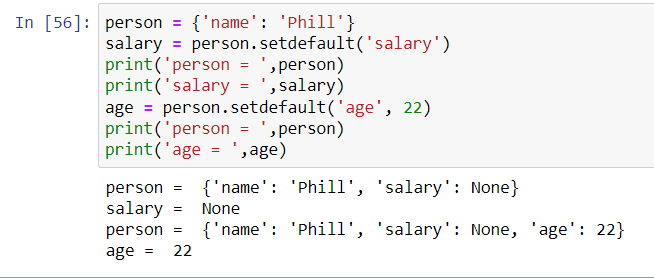 In [56]: person = {'name': 'Phill'}
salary = person.setdefault('salary')
print('person = ',person)
print('salary = ',salary)
age = person.setdefault('age', 22)
print('person = ',person)
print('age = ',age)
person =  {'name': 'Phill', 'salary': None}
salary =  None
person =  {'name': 'Phill', 'salary': None, 'age': 22}
age =  22